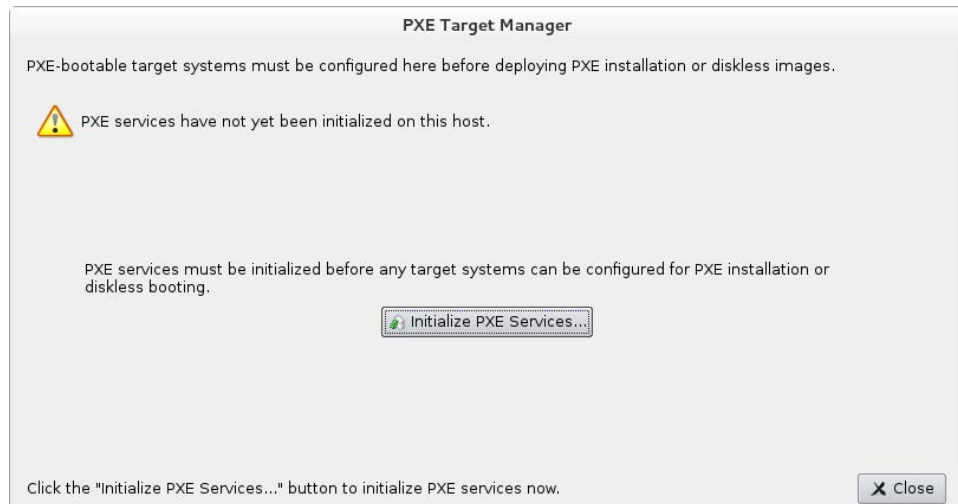 PXE Target Manager
PXE-bootable target systems must be configured here before deploying PXE installation or diskless images.
PXE services have not yet been initialized on this host.
PXE services must be initialized before any target systems can be configured for PXE installation or
diskless booting.
Initialize PXE Services...
Click the "Initialize PXE Services..." button to initialize PXE services now.
Close